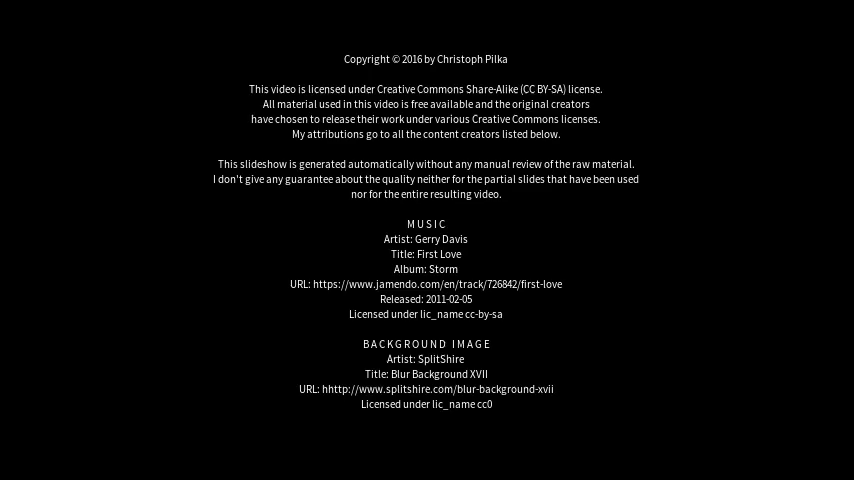 Copyright © 2016 by Christoph Pilka
This video is licensed under Creative Commons Share-Alike (CC BY-SA) license.
All material used in this video is free available and the original creators
have chosen to release their work under various Creative Commons licenses.
My attributions go to all the content creators listed below.
This slideshow is generated automatically without any manual review of the raw material.
I don't give any guarantee about the quality neither for the partial slides that have been used
nor for the entire resulting video.
MUSIC
Artist: Gerry Davis
Title: First Love
Album: Storm
URL: https://www.jamendo.com/en/track/726842/first-love
Released: 2011-02-05
Licensed under lic_name cc-by-sa
BACKGROUND IMAGE
Artist: SplitShire
Title: Blur Background XVII
URL: hhttp://www.splitshire.com/blur-background-xvii
Licensed under lic_name cc0